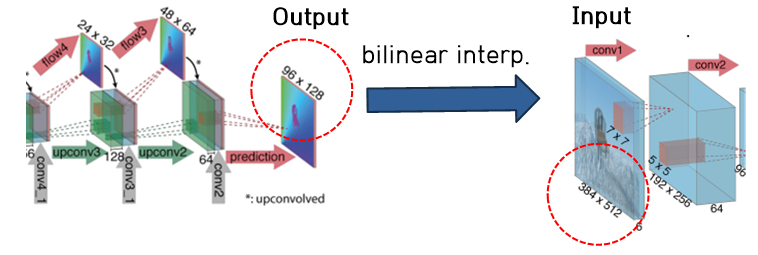 Output
Input
bilinear interp.
24 x 32
flow4
48 x 64
flow3
*
*
*
96 x 128
conv4_1
upconv3
128
conv3_1
upconv2
64
conv2
prediction
*: upconvolved
conv1
conv2
7 x 7
5 x 5
384 x 512
6
192 x 256
64